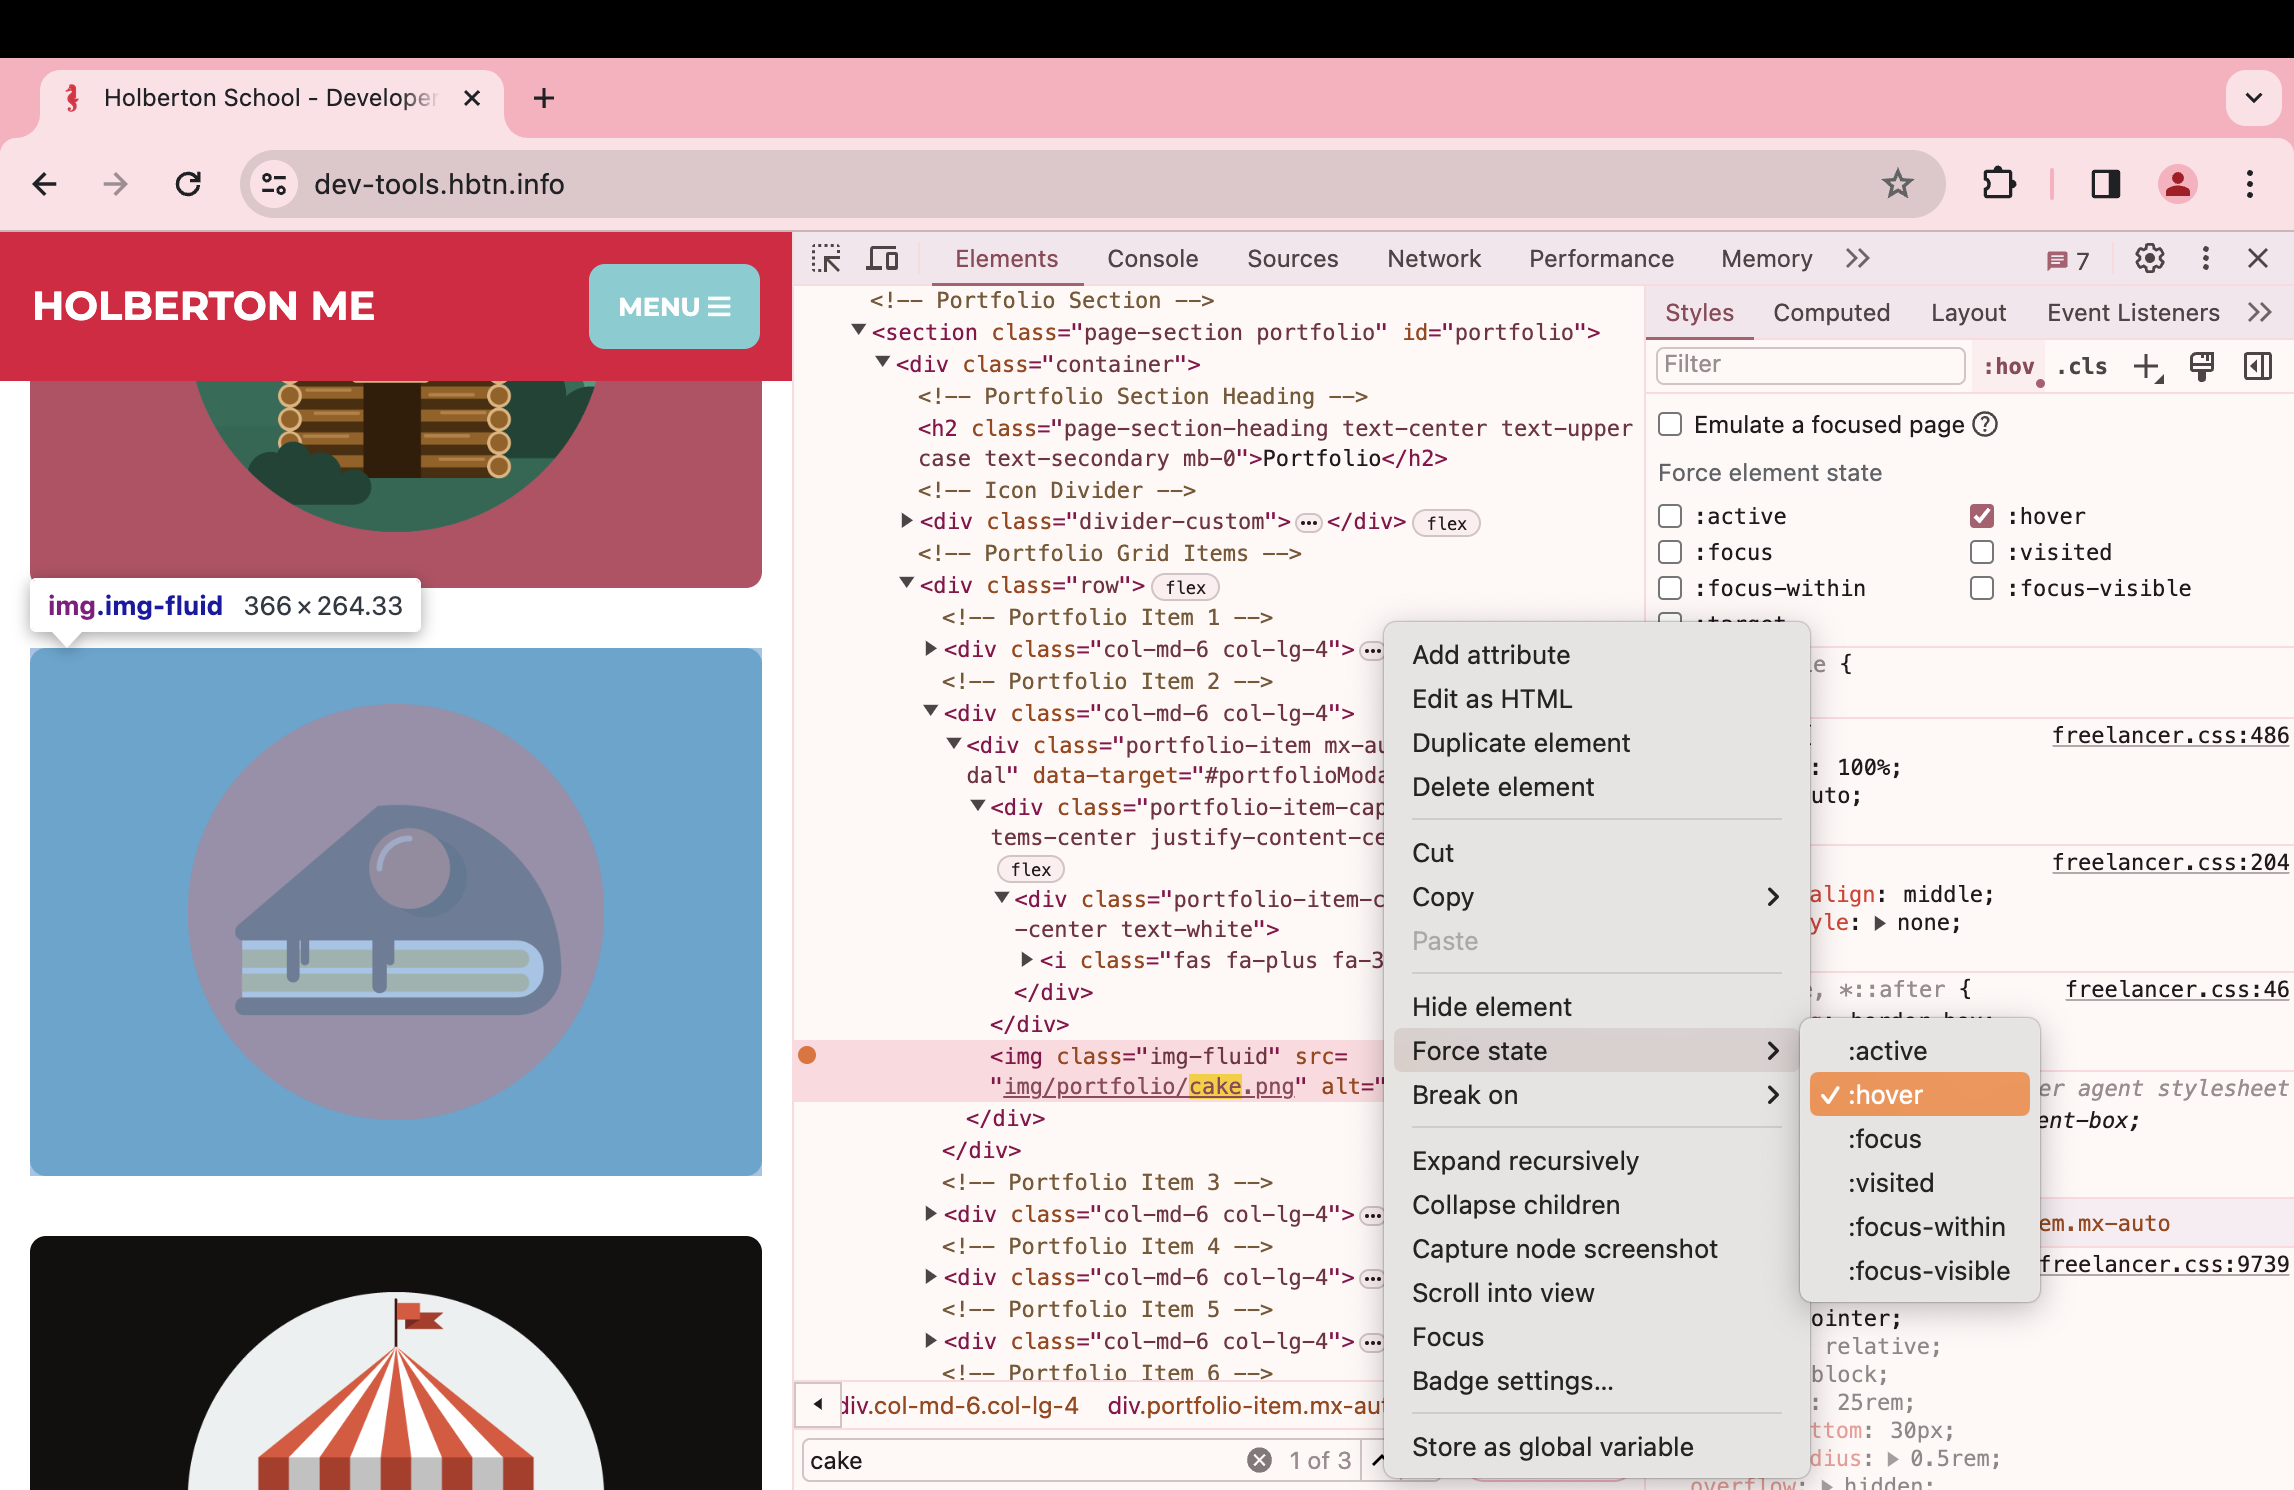 Holberton School - Developer
dev-tools.hbtn.info
HOLBERTON ME
MENU
img.img-fluid 366 × 264.33
Elements Console Sources Network Performance Memory 7
<!-- Portfolio Section -->
<section class="page-section portfolio" id="portfolio">
<div class="container">
<!-- Portfolio Section Heading -->
<h2 class="page-section-heading text-center text-upper
case text-secondary mb-0">Portfolio</h2>
<!-- Icon Divider -->
<div class="divider-custom">…</div> flex
<!-- Portfolio Grid Items -->
<div class="row"> flex
<!-- Portfolio Item 1 -->
<div class="col-md-6 col-lg-4">…
<!-- Portfolio Item 2 -->
<div class="col-md-6 col-lg-4">
<div class="portfolio-item mx-au
dal" data-target="#portfolioMod
<div class="portfolio-item-cap
tems-center justify-content-ce
flex
<div class="portfolio-item-c
-center text-white">
<i class="fas fa-plus fa-3
</div>
</div>
<img class="img-fluid" src=
"img/portfolio/cake.png" alt="
</div>
</div>
<!-- Portfolio Item 3 -->
<div class="col-md-6 col-lg-4">…
<!-- Portfolio Item 4 -->
<div class="col-md-6 col-lg-4">…
<!-- Portfolio Item 5 -->
<div class="col-md-6 col-lg-4">…
<!-- Portfolio Item 6 -->
div.col-md-6.col-lg-4 div.portfolio-item.mx-au
cake 1 of 3
Add attribute
Edit as HTML
Duplicate element
Delete element
Cut
Copy
Paste
Hide element
Force state
Break on
Expand recursively
Collapse children
Capture node screenshot
Scroll into view
Focus
Badge settings...
Store as global variable
:active
:hover
:focus
:visited
:focus-within
:focus-visible
Styles Computed Layout Event Listeners
Filter :hov .cls
Emulate a focused page
Force element state
:active :hover
:focus :visited
:focus-within :focus-visible
:target
e {
freelancer.css:486
: 100%;
uto;
freelancer.css:204
align: middle;
yle: none;
, *::after { freelancer.css:46
er agent stylesheet
ent-box;
em.mx-auto
freelancer.css:9739
ointer;
relative;
block;
: 25rem;
ttom: 30px;
dius: 0.5rem;
overflow: hidden;